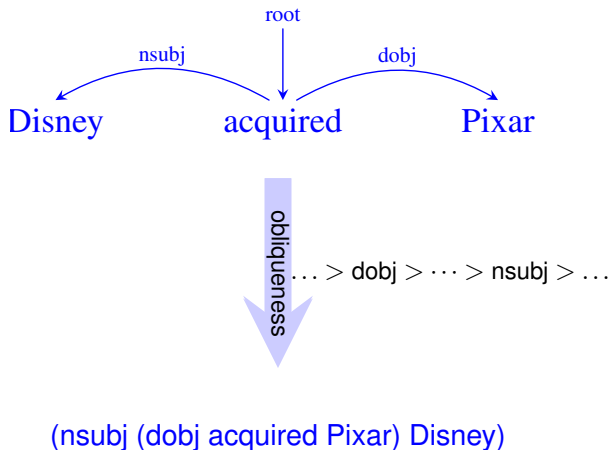 root
nsubj dobj
Disney acquired Pixar
obliqueness
... > dobj > ··· > nsubj > ...
(nsubj (dobj acquired Pixar) Disney)